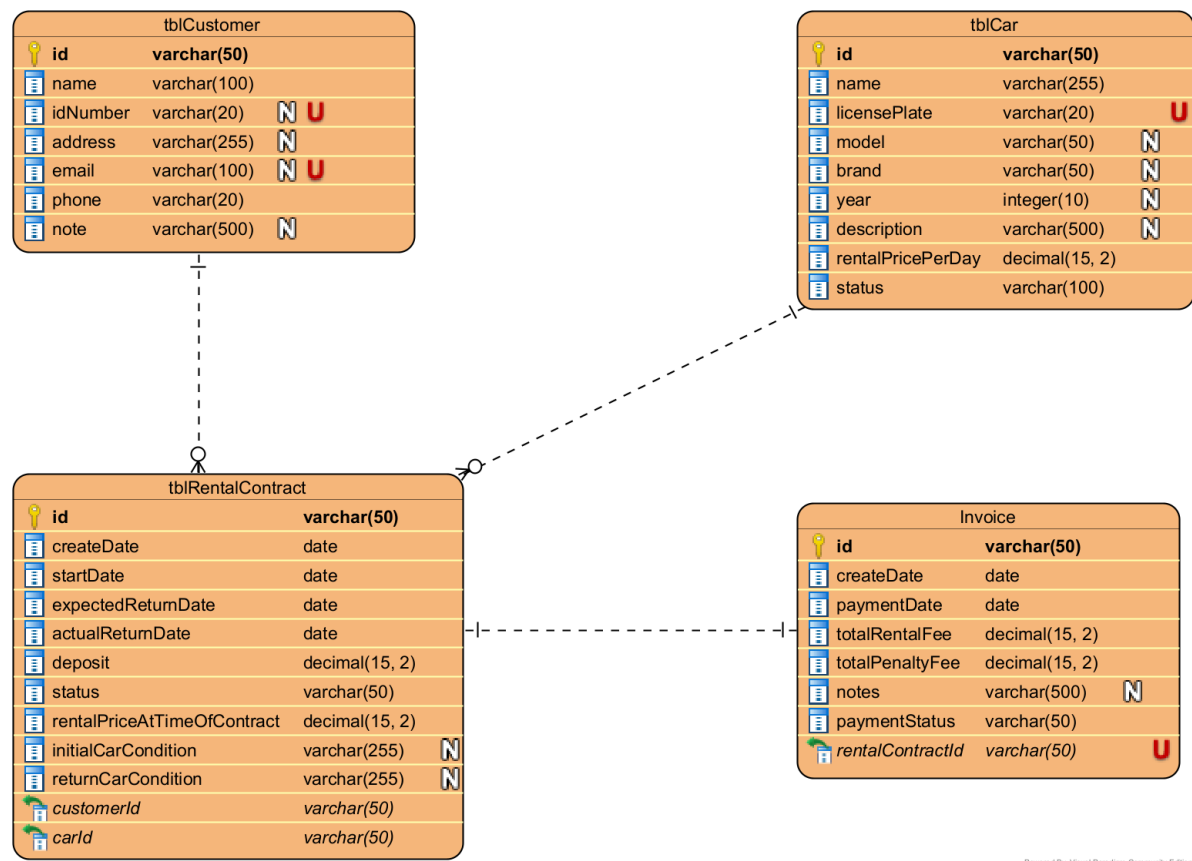 tblCustomer
id varchar(50)
name varchar(100)
idNumber varchar(20) N U
address varchar(255) N
email varchar(100) N U
phone varchar(20)
note varchar(500) N
tblCar
id varchar(50)
name varchar(255)
licensePlate varchar(20) U
model varchar(50) N
brand varchar(50) N
year integer(10) N
description varchar(500) N
rentalPricePerDay decimal(15, 2)
status varchar(100)
tblRentalContract
id varchar(50)
createDate date
startDate date
expectedReturnDate date
actualReturnDate date
deposit decimal(15, 2)
status varchar(50)
rentalPriceAtTimeOfContract decimal(15, 2)
initialCarCondition varchar(255) N
returnCarCondition varchar(255) N
customerId varchar(50)
carId varchar(50)
Invoice
id varchar(50)
createDate date
paymentDate date
totalRentalFee decimal(15, 2)
totalPenaltyFee decimal(15, 2)
notes varchar(500) N
paymentStatus varchar(50)
rentalContractId varchar(50) U